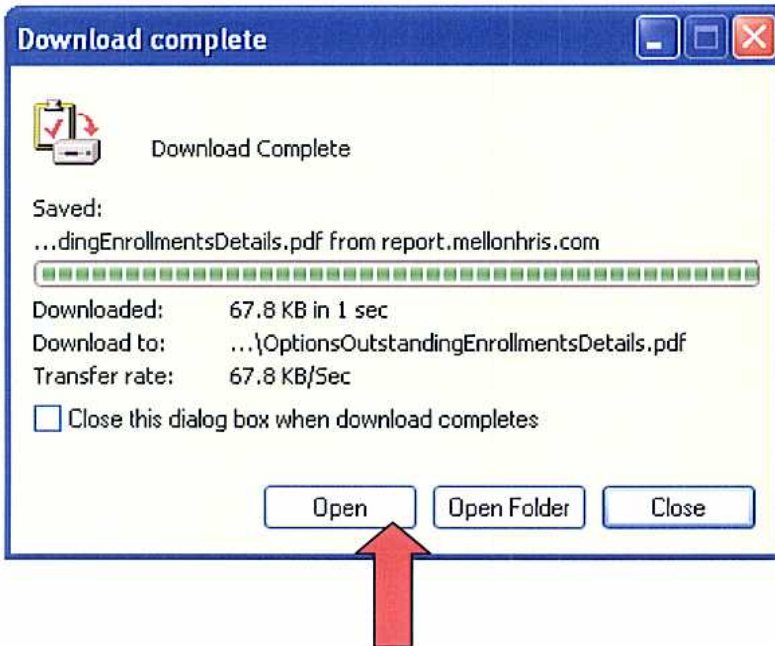 Download complete
Download Complete
Saved:
...dingEnrollmentsDetails.pdf from report.mellonhris.com
Downloaded: 67.8 KB in 1 sec
Download to: ...\OptionsOutstandingEnrollmentsDetails.pdf
Transfer rate: 67.8 KB/Sec
Close this dialog box when download completes
Open Open Folder Close